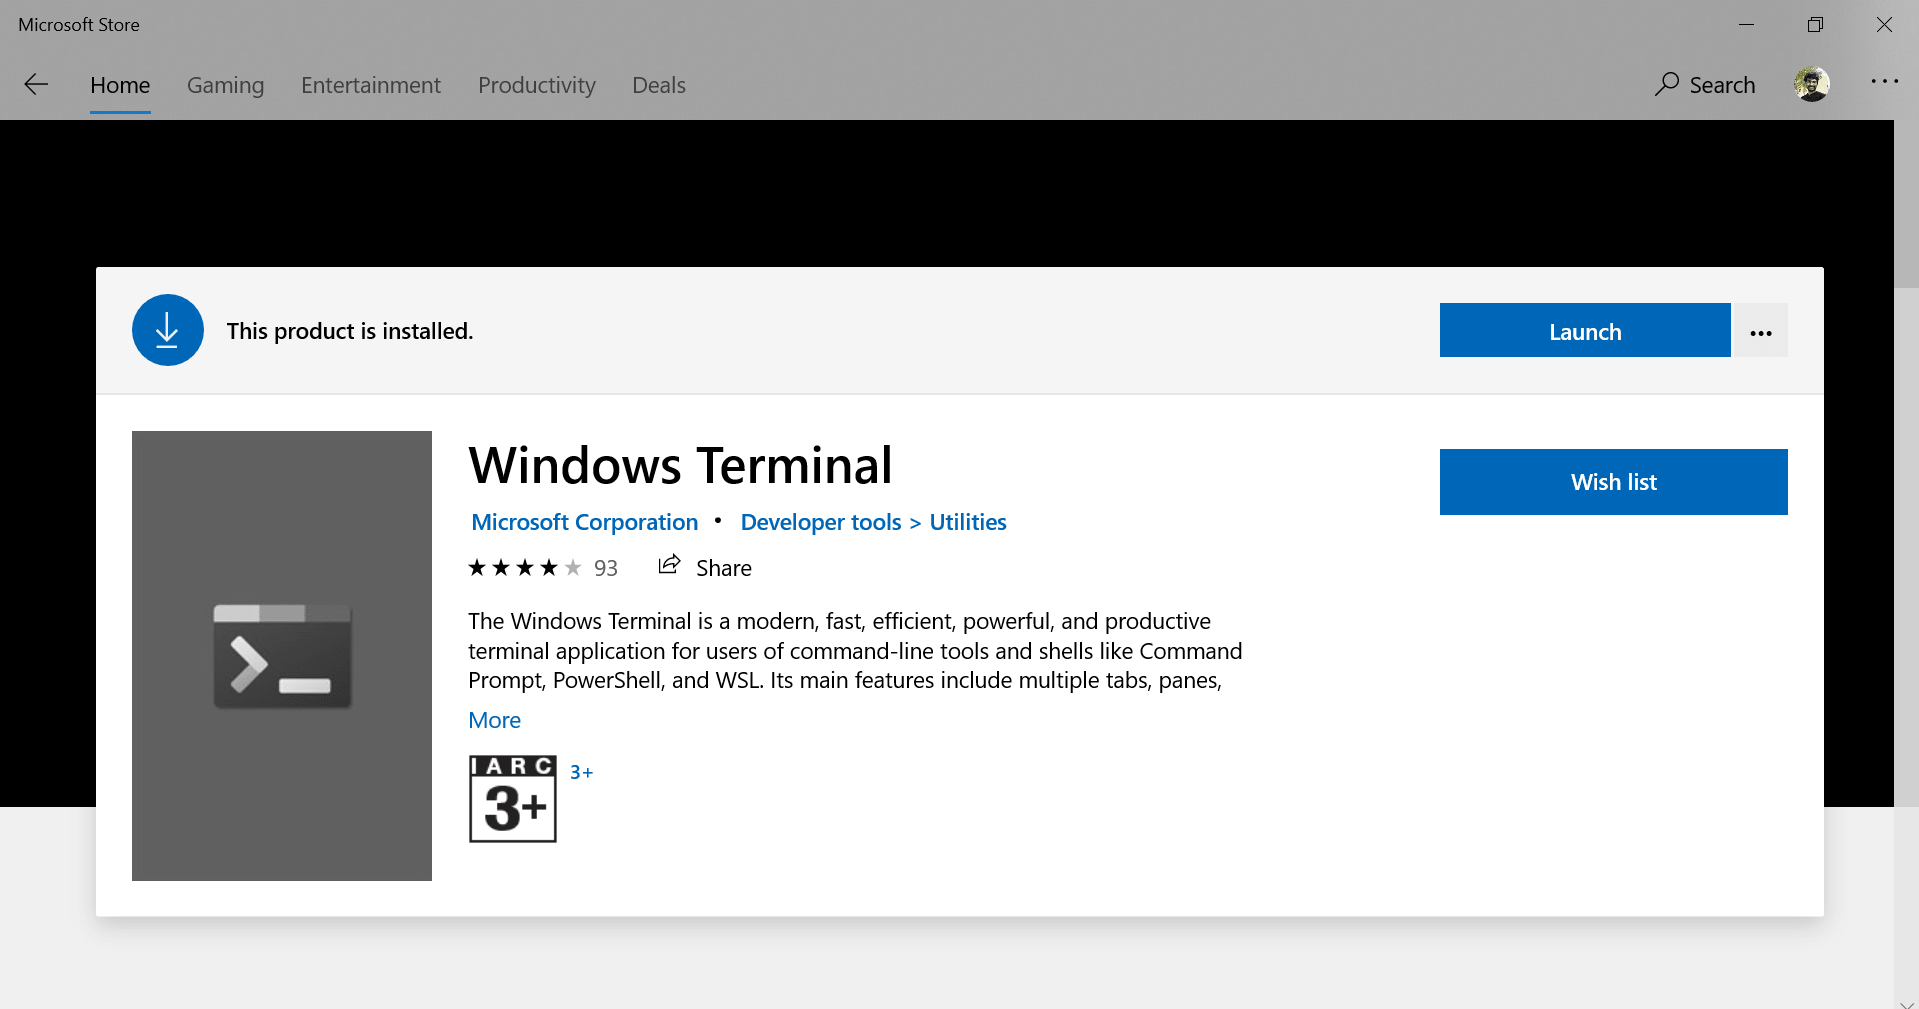 Microsoft Store
Home Gaming Entertainment Productivity Deals Search
This product is installed.
Launch
Windows Terminal
Microsoft Corporation • Developer tools > Utilities
93 Share
The Windows Terminal is a modern, fast, efficient, powerful, and productive
terminal application for users of command-line tools and shells like Command
Prompt, PowerShell, and WSL. Its main features include multiple tabs, panes,
More
Wish list
IARC
3+
3+